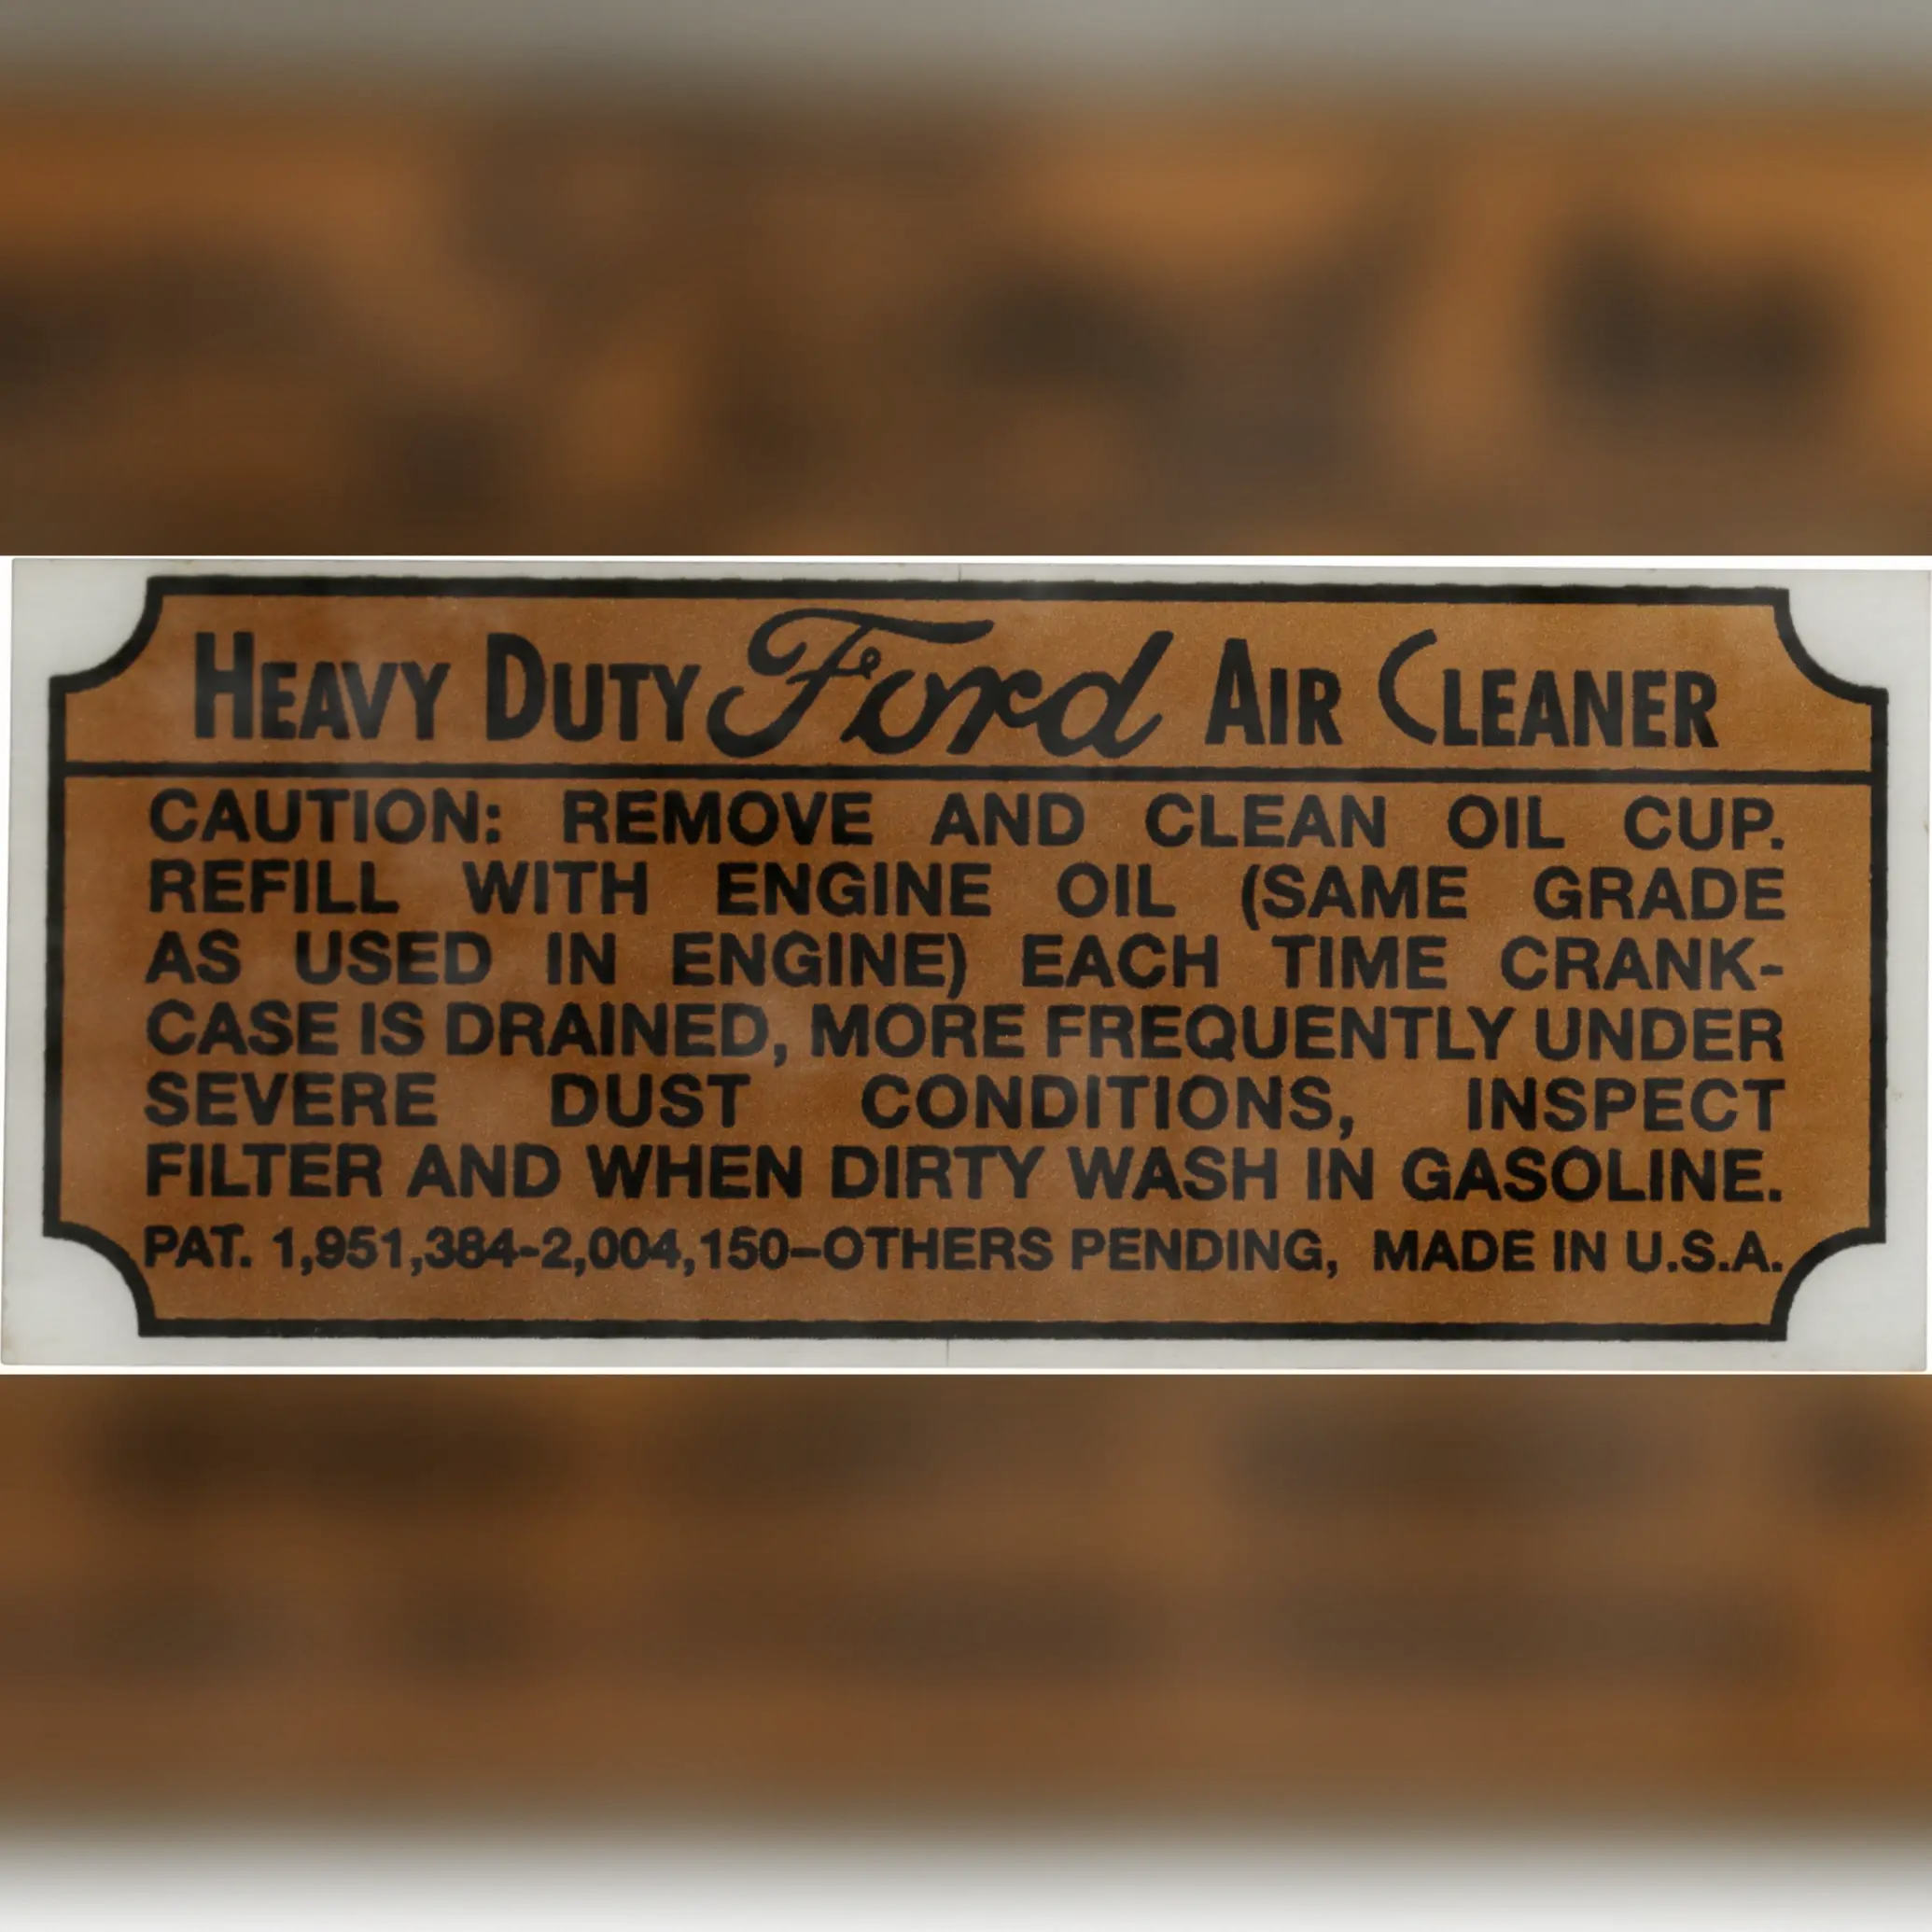 HEAVY DUTY Ford AIR CLEANER
CAUTION: REMOVE AND CLEAN OIL CUP.
REFILL WITH ENGINE OIL (SAME GRADE
AS USED IN ENGINE) EACH TIME CRANK-
CASE IS DRAINED, MORE FREQUENTLY UNDER
SEVERE DUST CONDITIONS, INSPECT
FILTER AND WHEN DIRTY WASH IN GASOLINE.
PAT. 1,951,384-2,004,150–OTHERS PENDING, MADE IN U.S.A.